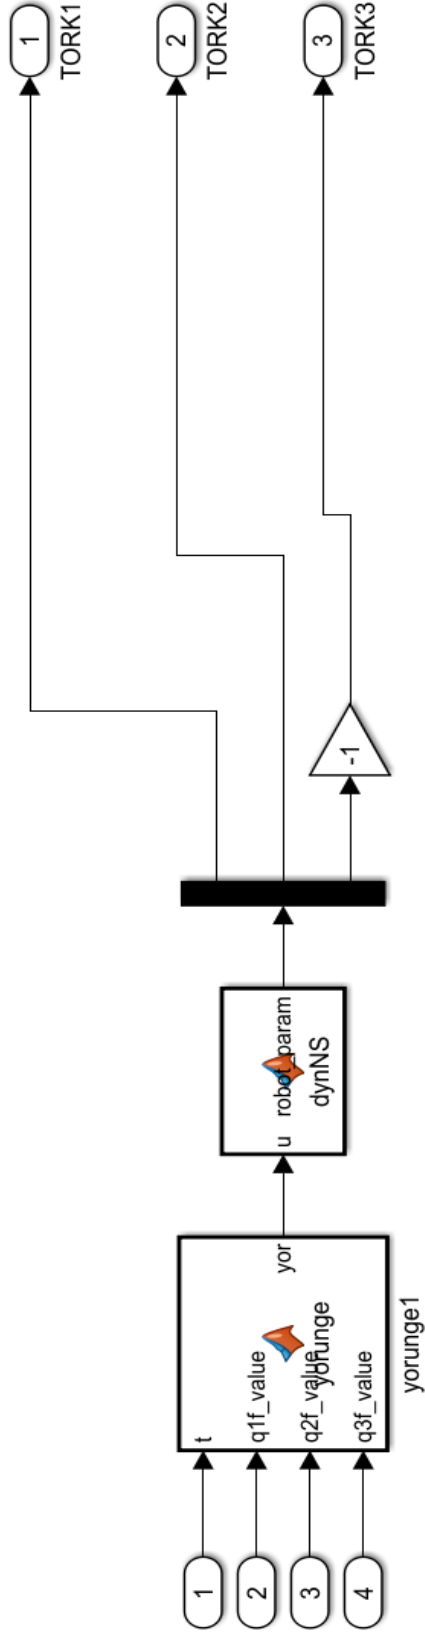 1
t
2
q1f_value
3
q2f_value
4
q3f_value
yor
yorunge
yorunge1
u
robot_param
dynNS
-1
1
TORK1
2
TORK2
3
TORK3